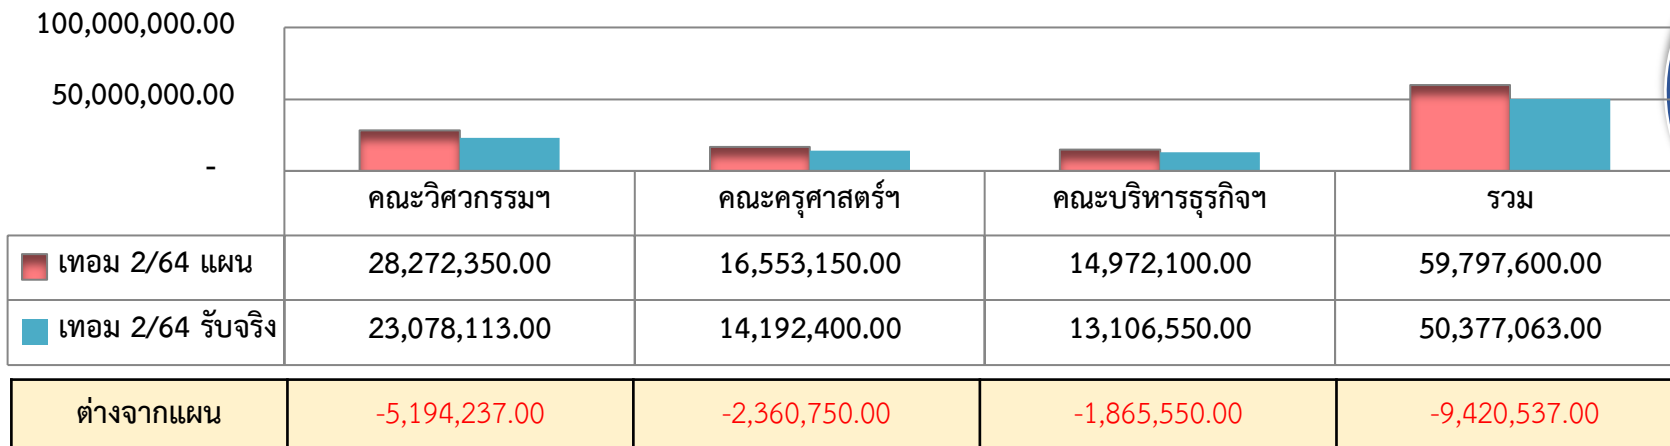 100,000,000.00
50,000,000.00
-
คณะวิศวกรรมฯ คณะครุศาสตร์ฯ คณะบริหารธุรกิจฯ รวม
เทอม 2/64 แผน 28,272,350.00 16,553,150.00 14,972,100.00 59,797,600.00
เทอม 2/64 รับจริง 23,078,113.00 14,192,400.00 13,106,550.00 50,377,063.00
ต่างจากแผน -5,194,237.00 -2,360,750.00 -1,865,550.00 -9,420,537.00